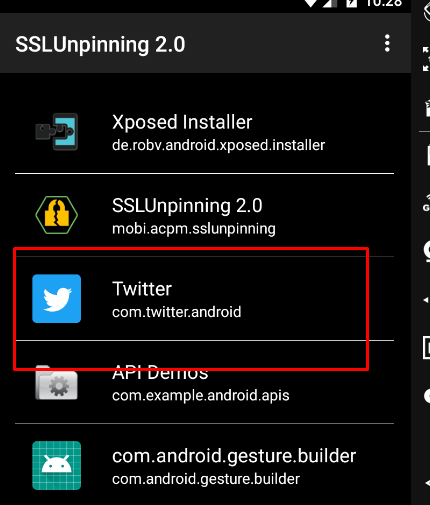 10:28
SSLUnpinning 2.0
Xposed Installer
de.robv.android.xposed.installer
SSLUnpinning 2.0
mobi.acpm.sslunpinning
Twitter
com.twitter.android
API Demos
com.example.android.apis
com.android.gesture.builder
com.android.gesture.builder